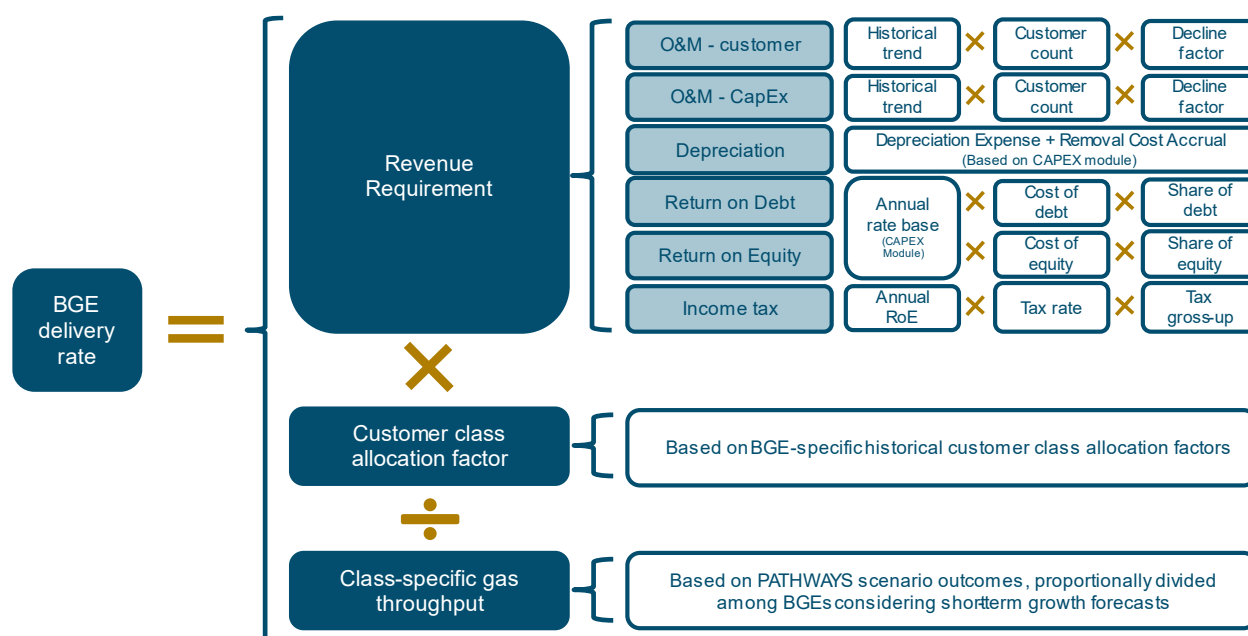 BGE
delivery
rate
=
Revenue
Requirement
O&M - customer
Historical
trend
×
Customer
count
×
Decline
factor
O&M - CapEx
Historical
trend
×
Customer
count
×
Decline
factor
Depreciation
Depreciation Expense + Removal Cost Accrual
(Based on CAPEX module)
Return on Debt
Annual
rate base
(CAPEX
Module)
×
Cost of
debt
×
Share of
debt
Return on Equity
×
Cost of
equity
×
Share of
equity
Income tax
Annual
RoE
×
Tax rate
×
Tax
gross-up
×
Customer class
allocation factor
Based on BGE-specific historical customer class allocation factors
÷
Class-specific gas
throughput
Based on PATHWAYS scenario outcomes, proportionally divided
among BGEs considering short-term growth forecasts